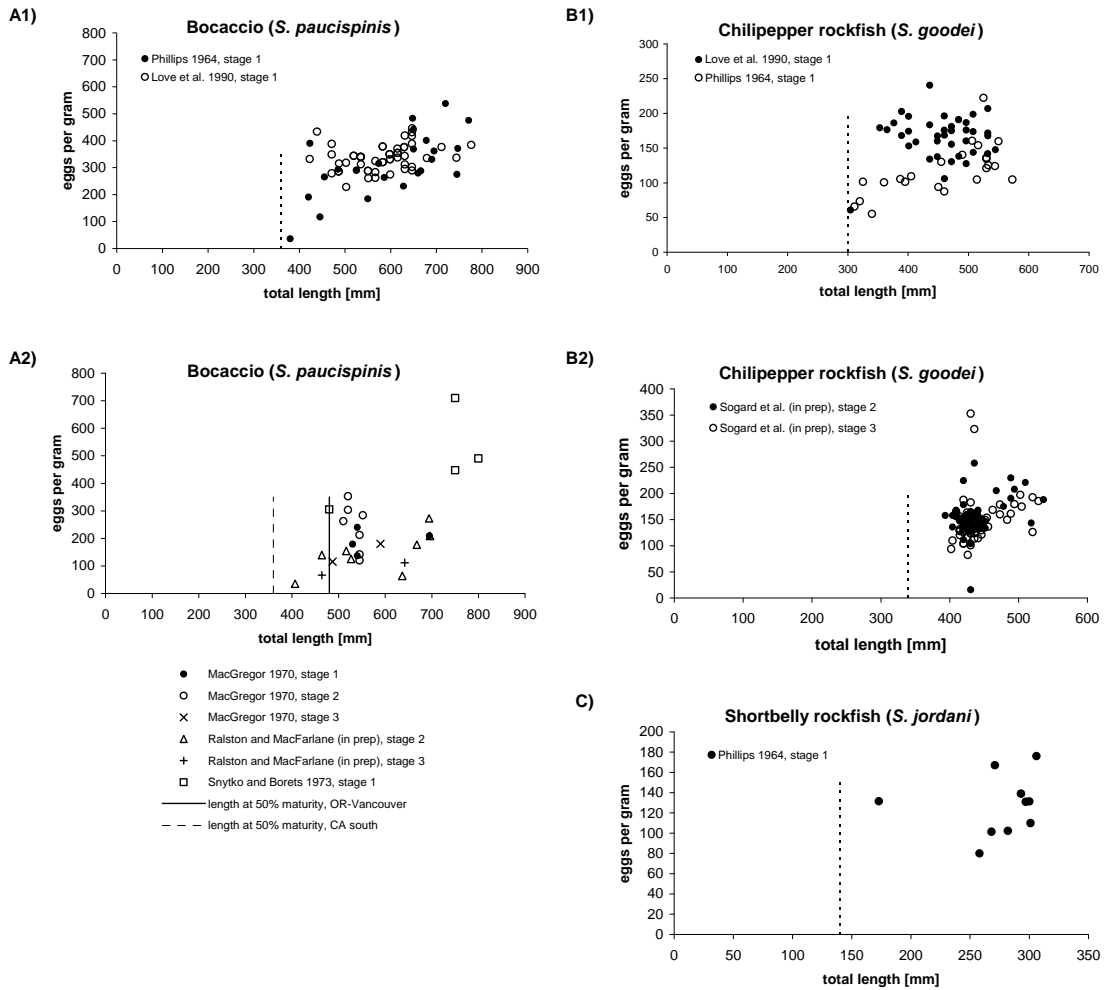 A1)
Bocaccio (S. paucispinis)
eggs per gram
800
700
600
500
400
300
200
100
0
Phillips 1964, stage 1
Love et al. 1990, stage 1
0 100 200 300 400 500 600 700 800 900
total length [mm]
B1)
Chilipepper rockfish (S. goodei)
eggs per gram
300
250
200
150
100
50
0
Love et al. 1990, stage 1
Phillips 1964, stage 1
0 100 200 300 400 500 600 700
total length [mm]
A2)
Bocaccio (S. paucispinis)
eggs per gram
800
700
600
500
400
300
200
100
0
0 100 200 300 400 500 600 700 800 900
total length [mm]
MacGregor 1970, stage 1
MacGregor 1970, stage 2
MacGregor 1970, stage 3
Ralston and MacFarlane (in prep), stage 2
Ralston and MacFarlane (in prep), stage 3
Snytko and Borets 1973, stage 1
length at 50% maturity, OR-Vancouver
length at 50% maturity, CA south
B2)
Chilipepper rockfish (S. goodei)
eggs per gram
400
350
300
250
200
150
100
50
0
Sogard et al. (in prep), stage 2
Sogard et al. (in prep), stage 3
0 100 200 300 400 500 600
total length [mm]
C)
Shortbelly rockfish (S. jordani)
eggs per gram
200
180
160
140
120
100
80
60
40
20
0
Phillips 1964, stage 1
0 50 100 150 200 250 300 350
total length [mm]